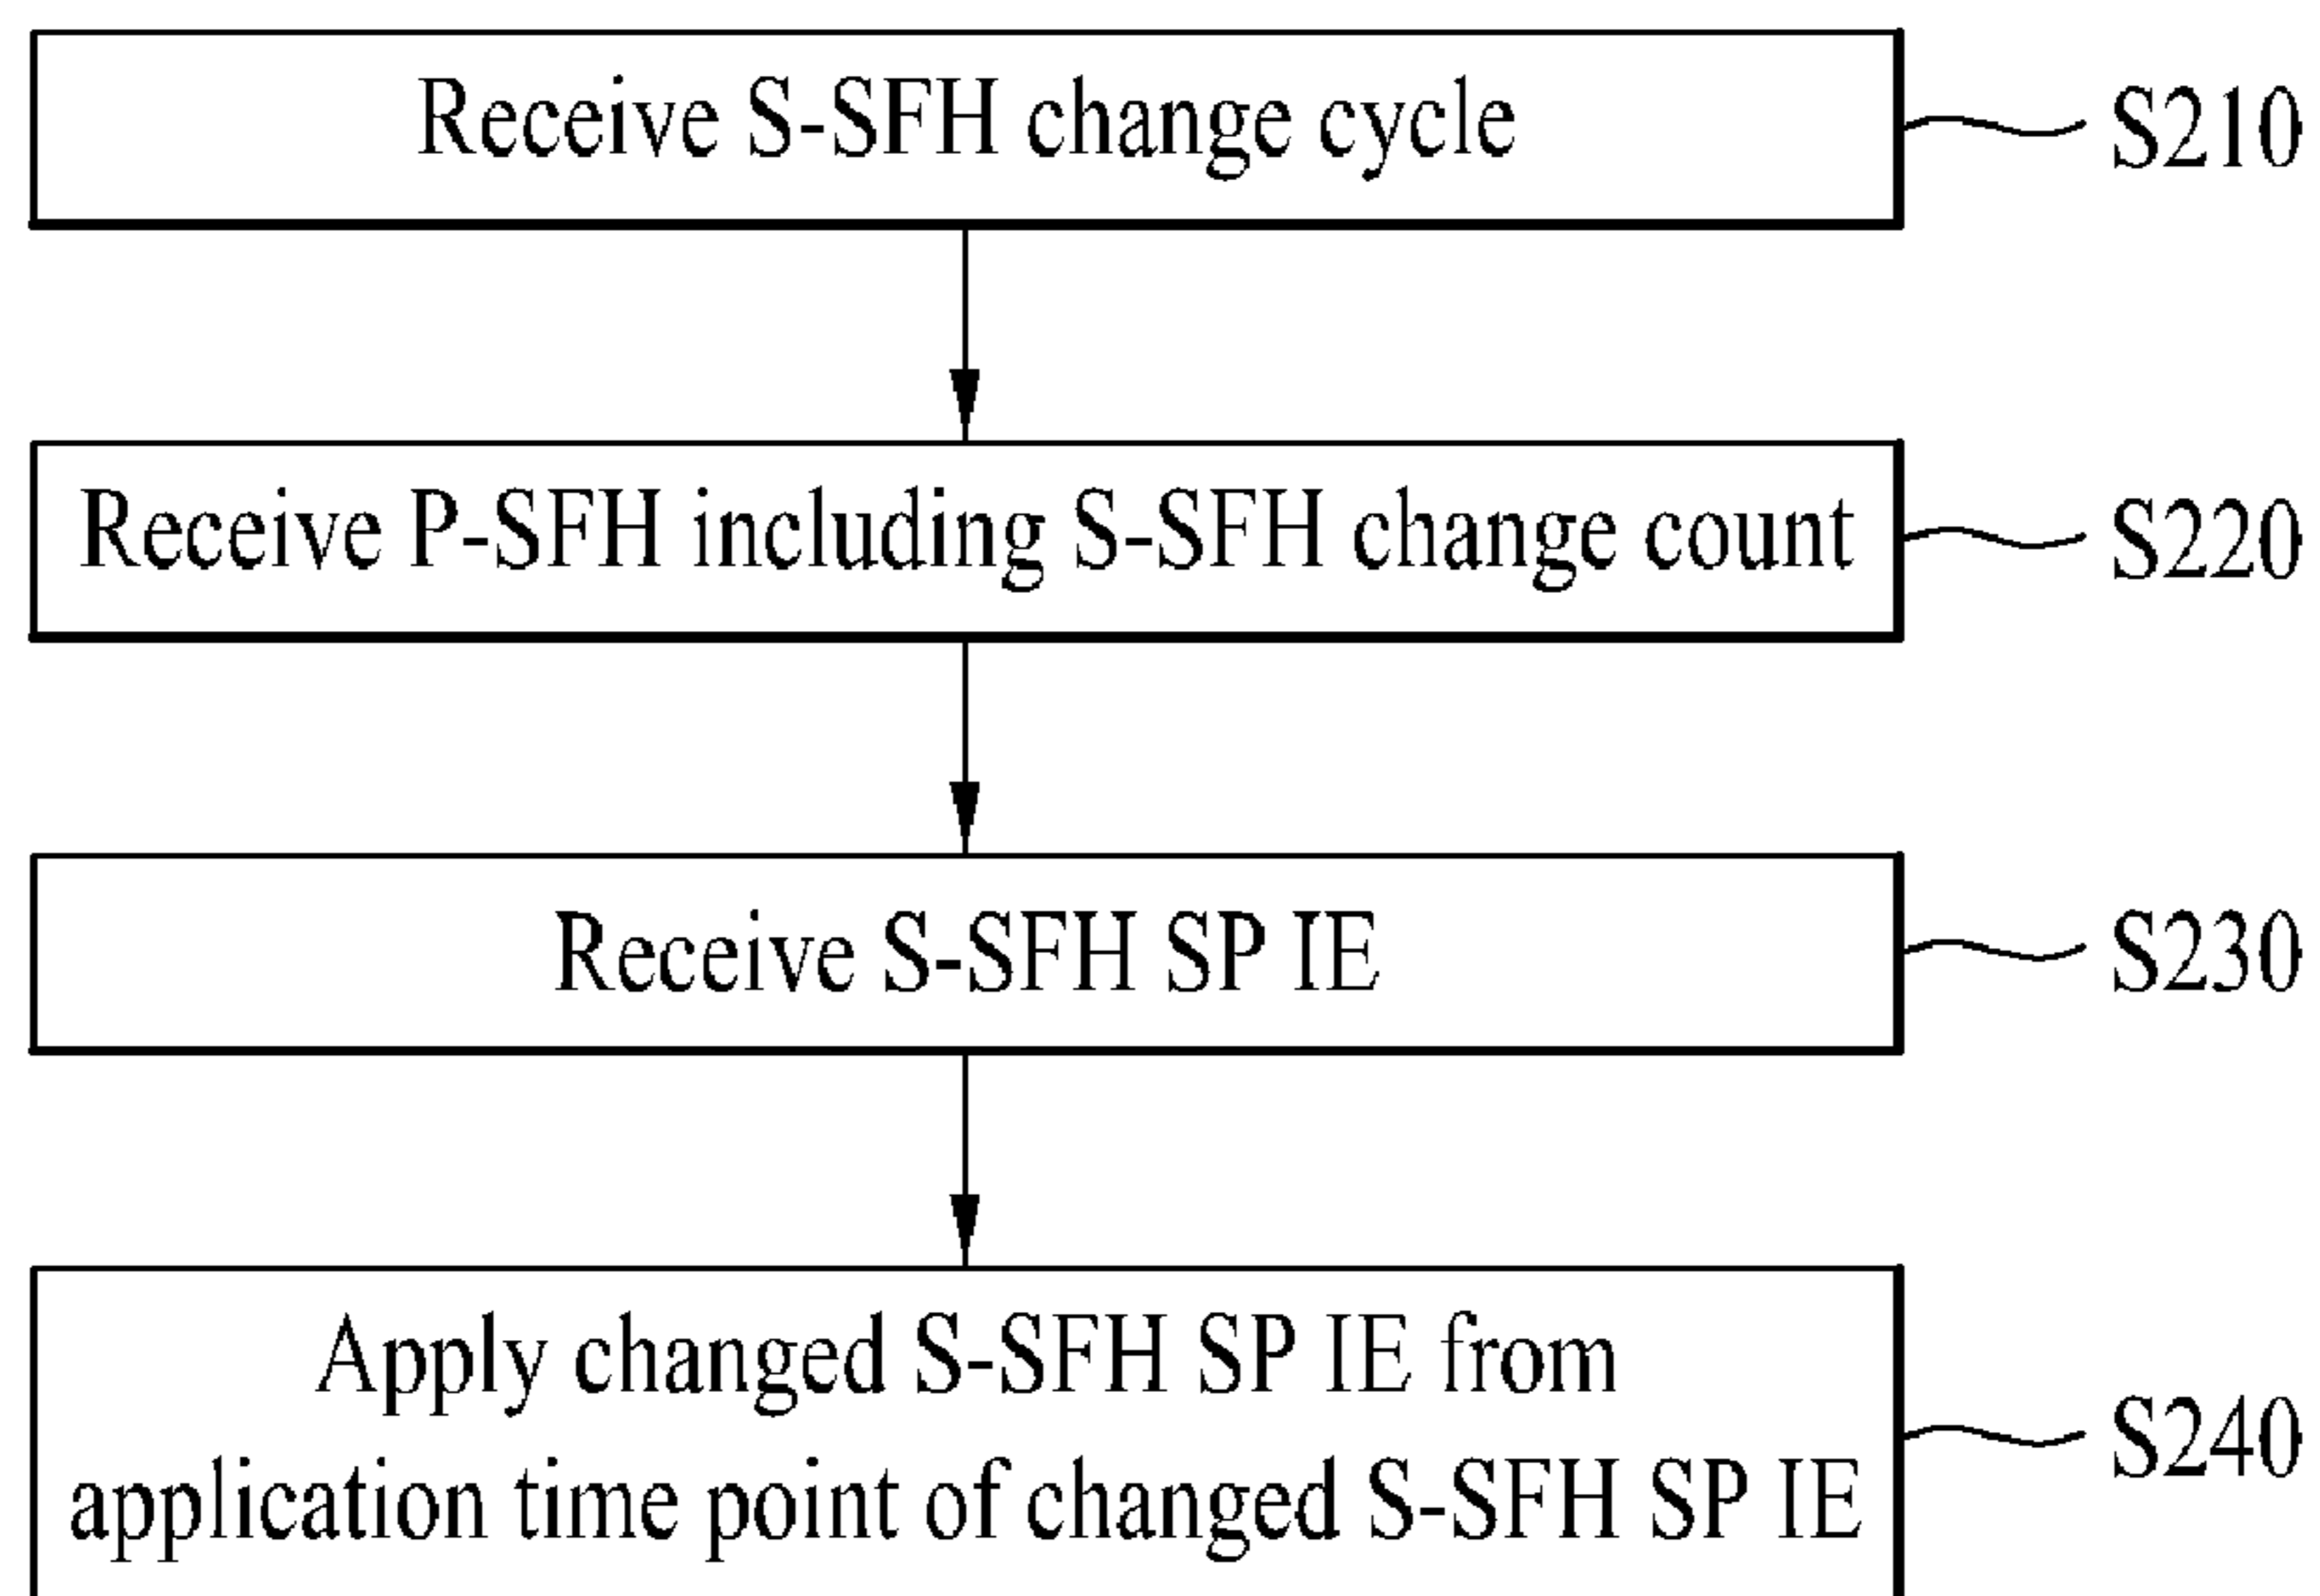 Receive S-SFH change cycle
S210
Receive P-SFH including S-SFH change count
S220
Receive S-SFH SP IE
S230
Apply changed S-SFH SP IE from
application time point of changed S-SFH SP IE
S240